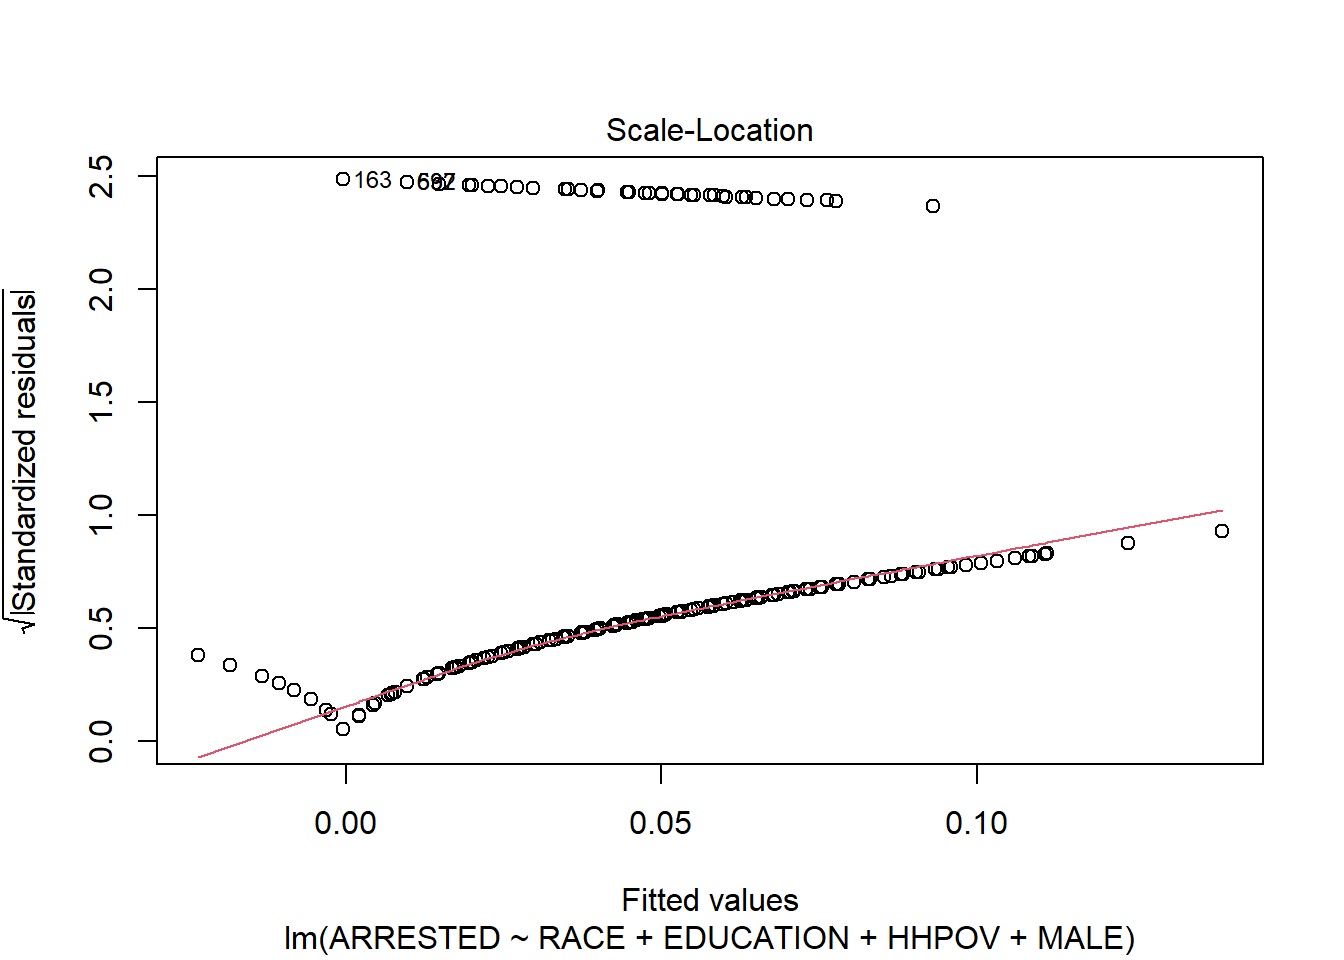 Scale-Location
√|Standardized residuals|
2.5
2.0
1.5
1.0
0.5
0.0
163
0.00 0.05 0.10
Fitted values
lm(ARRESTED ~ RACE + EDUCATION + HHPOV + MALE)